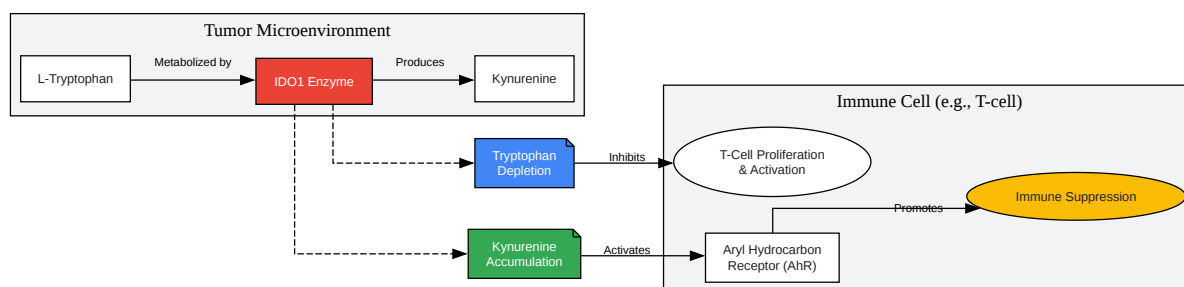 Tumor Microenvironment
L-Tryptophan
Metabolized by
IDO1 Enzyme
Produces
Kynurenine
Immune Cell (e.g., T-cell)
Tryptophan
Depletion
Inhibits
T-Cell Proliferation
& Activation
Immune Suppression
Promotes
Kynurenine
Accumulation
Activates
Aryl Hydrocarbon
Receptor (AhR)